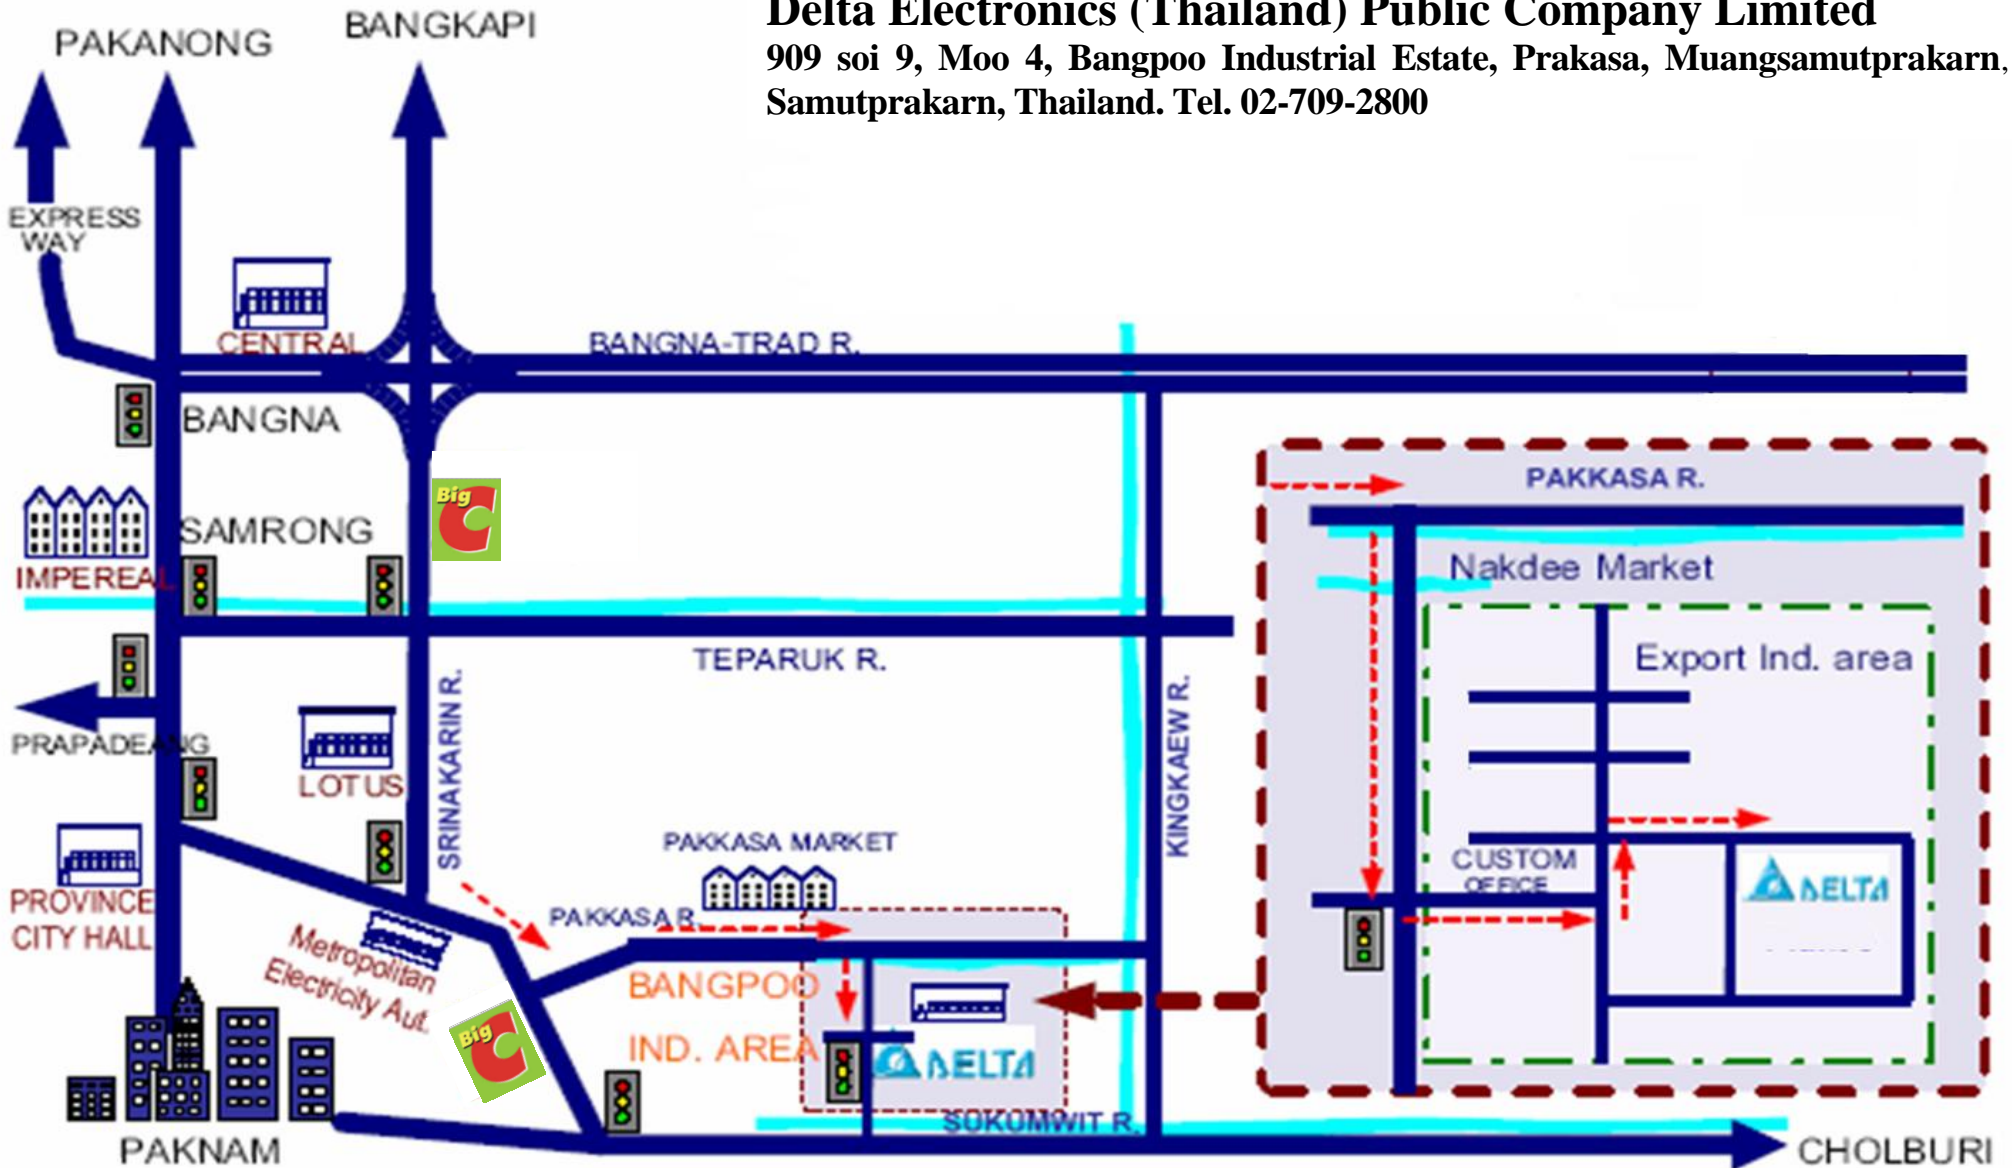 Delta Electronics (Thailand) Public Company Limited
909 soi 9, Moo 4, Bangpoo Industrial Estate, Prakasa, Muangsamutprakarn,
Samutprakarn, Thailand. Tel. 02-709-2800
PAKANONG
BANGKAPI
EXPRESS
WAY
CENTRAL
BANGNA-TRAD R.
BANGNA
Big
C
SAMRONG
IMPEREAL
PAKKASA R.
Nakdee Market
Export Ind. area
TEPARUK R.
SRINAKARIN R.
KINGKAEW R.
PRAPADEANG
LOTUS
PAKKASA MARKET
CUSTOM
OFFICE
DELTA
PROVINCE
CITY HALL
PAKKASA R.
Metropolitan
Electricity Aut.
BANGPOO
IND. AREA
Big
C
DELTA
SUKUMWIT R.
PAKNAM
CHOLBURI